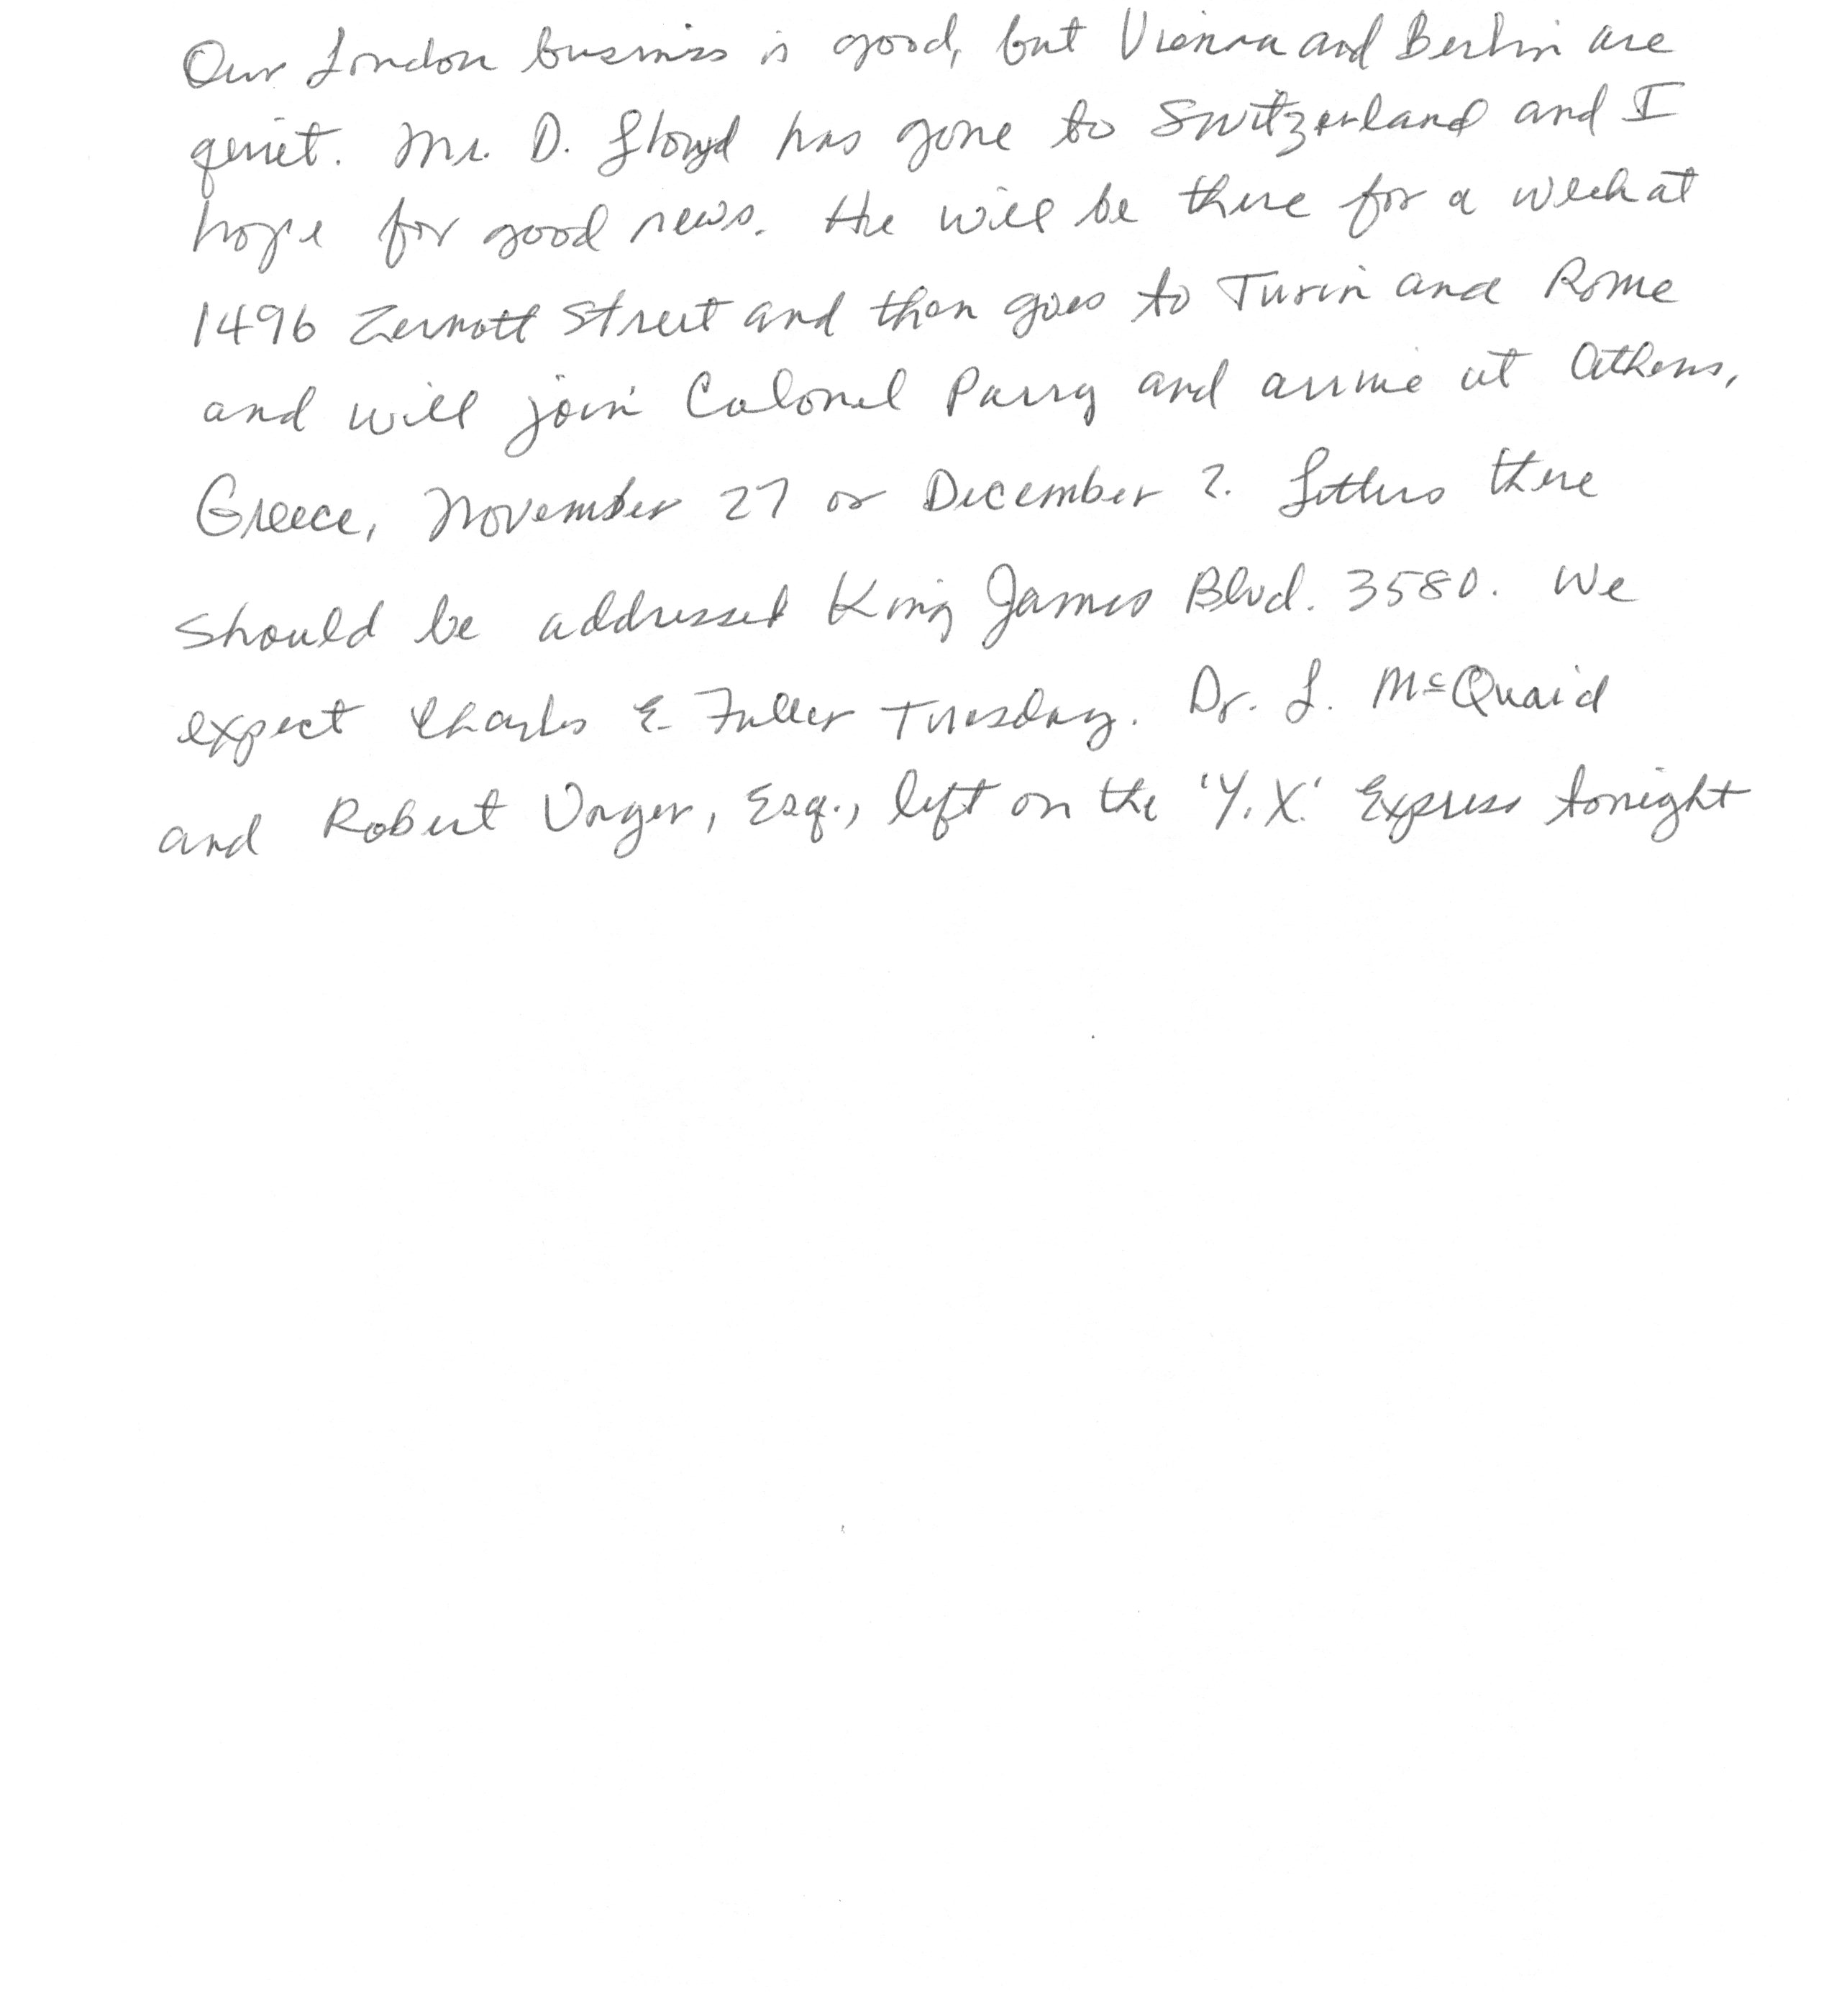 Our London business is good, but Vienna and Berlin are
quiet. Mr. D. Lloyd has gone to Switzerland and I
hope for good news. He will be there for a week at
1496 Zermott Street and then goes to Turin and Rome
and will join Colonel Parry and arrive at Athens,
Greece, November 27 or December 2. Letters there
should be addressed King James Blvd. 3580. We
expect Charles E. Fuller Tuesday. Dr. L. McQuaid
and Robert Unger, Esq., left on the 'Y.X.' Express tonight